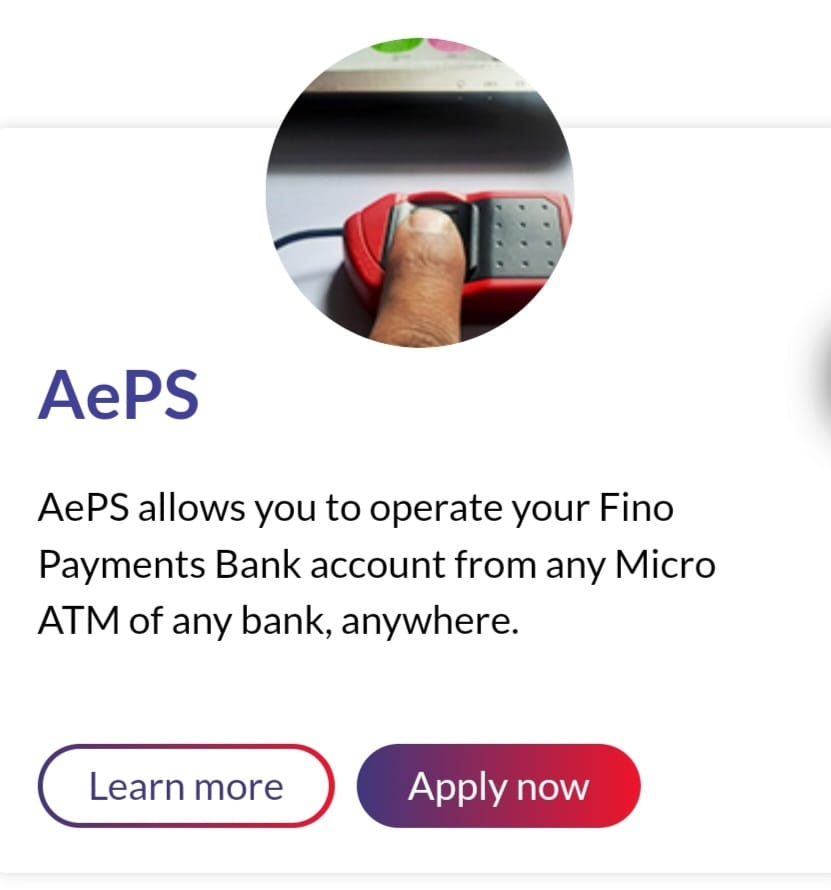 AePS
AePS allows you to operate your Fino
Payments Bank account from any Micro
ATM of any bank, anywhere.
Learn more
Apply now